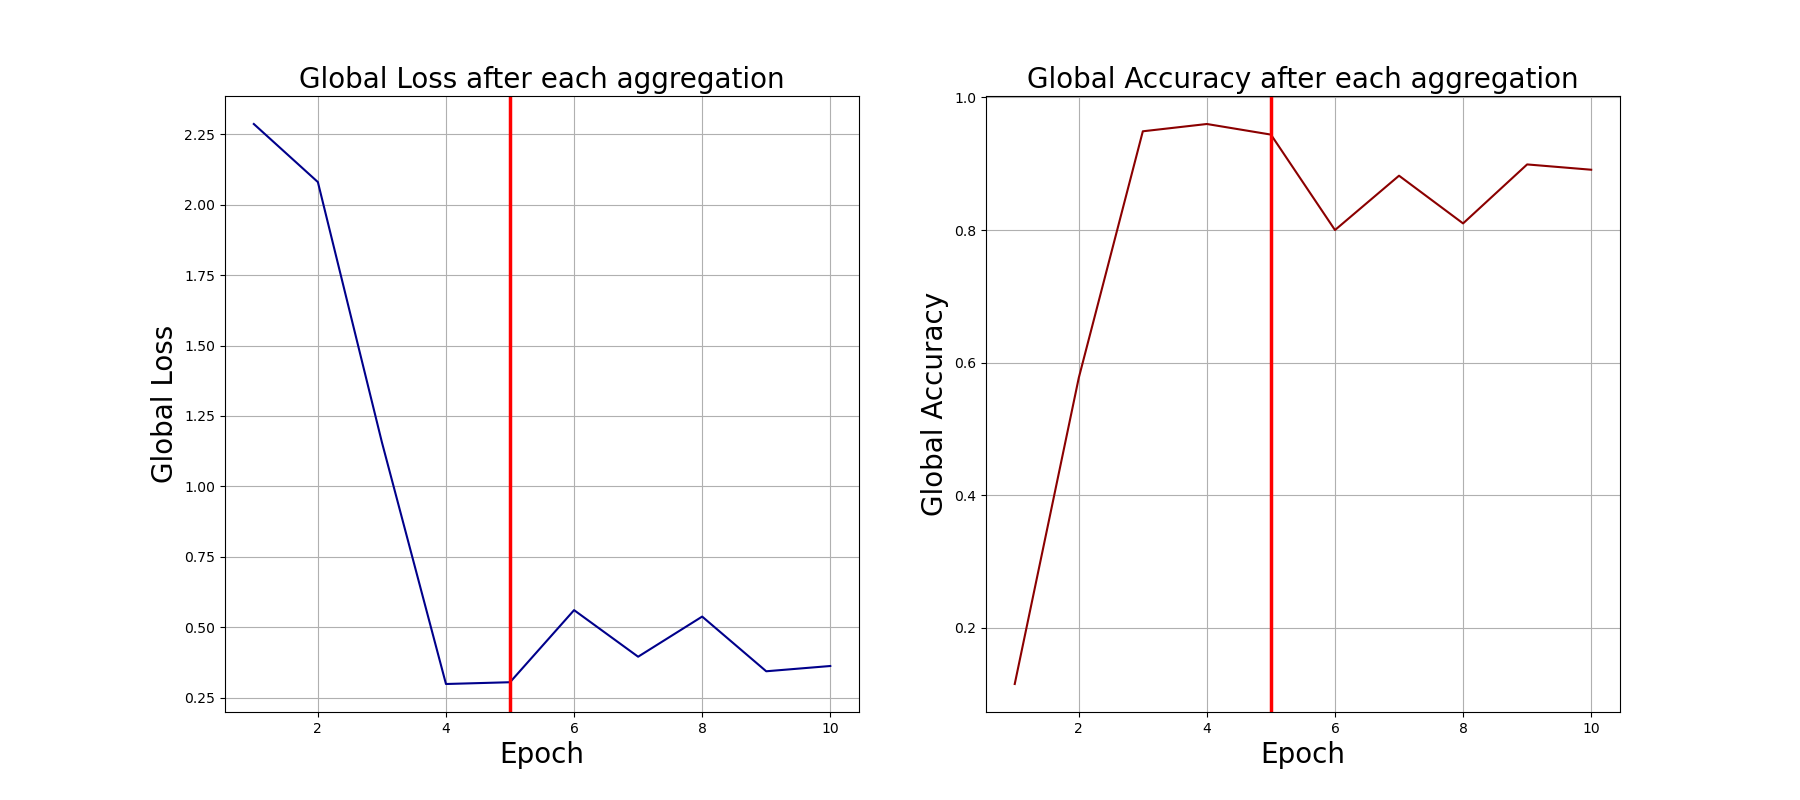 Global Loss after each aggregation
2.25
2.00
1.75
1.50
1.25
1.00
0.75
0.50
0.25
Global Loss
2 4 6 8 10
Epoch
Global Accuracy after each aggregation
1.0
0.8
0.6
0.4
0.2
Global Accuracy
2 4 6 8 10
Epoch